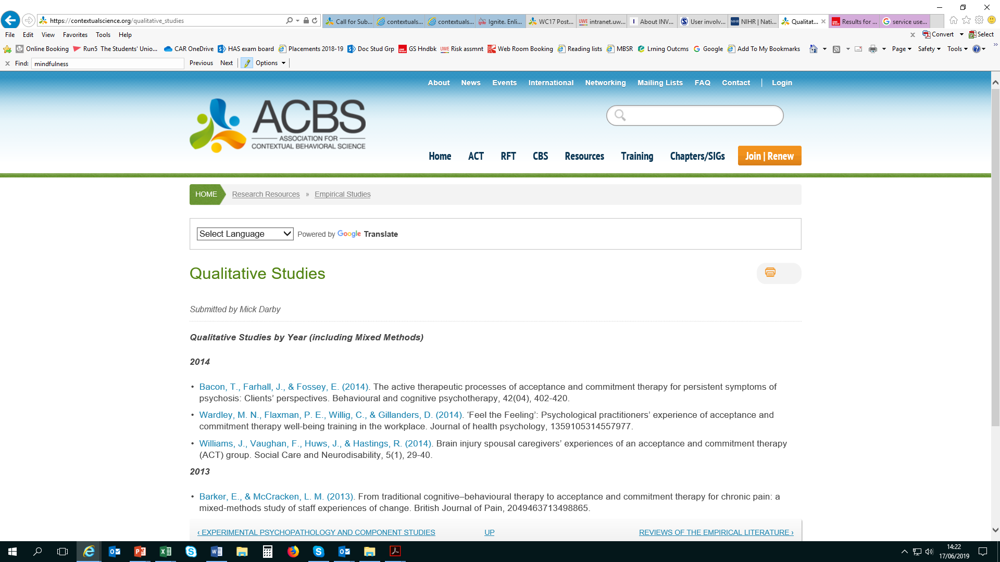 https://contextualscience.org/qualitative_studies
Call for Sub...
contextuals...
contextuals...
Ignite. Enli...
WC17 Post...
UWE intranet.uw...
I About INV...
User involv...
NIHR | Nati...
Qualitat...
Results for ...
service use...
File Edit View Favorites Tools Help
Convert Select
Online Booking Run5 The Students' Unio... CAR OneDrive HAS exam board Placements 2018-19 Doc Stud Grp GS Hndbk UWE Risk assmnt Web Room Booking Reading lists MBSR Lrning Outcms Google Add To My Bookmarks Page Safety Tools
Find: mindfulness Previous Next Options
About News Events International Networking Mailing Lists FAQ Contact | Login
ACBS
ASSOCIATION FOR
CONTEXTUAL BEHAVIORAL SCIENCE
Home ACT RFT CBS Resources Training Chapters/SIGs Join | Renew
HOME Research Resources » Empirical Studies
Select Language Powered by Google Translate
Qualitative Studies
Submitted by Mick Darby
Qualitative Studies by Year (including Mixed Methods)
2014
• Bacon, T., Farhall, J., & Fossey, E. (2014). The active therapeutic processes of acceptance and commitment therapy for persistent symptoms of
psychosis: Clients’ perspectives. Behavioural and cognitive psychotherapy, 42(04), 402-420.
• Wardley, M. N., Flaxman, P. E., Willig, C., & Gillanders, D. (2014). ‘Feel the Feeling’: Psychological practitioners’ experience of acceptance and
commitment therapy well-being training in the workplace. Journal of health psychology, 1359105314557977.
• Williams, J., Vaughan, F., Huws, J., & Hastings, R. (2014). Brain injury spousal caregivers’ experiences of an acceptance and commitment therapy
(ACT) group. Social Care and Neurodisability, 5(1), 29-40.
2013
• Barker, E., & McCracken, L. M. (2013). From traditional cognitive–behavioural therapy to acceptance and commitment therapy for chronic pain: a
mixed-methods study of staff experiences of change. British Journal of Pain, 2049463713498865.
‹ EXPERIMENTAL PSYCHOPATHOLOGY AND COMPONENT STUDIES UP REVIEWS OF THE EMPIRICAL LITERATURE ›
14:22
17/06/2019